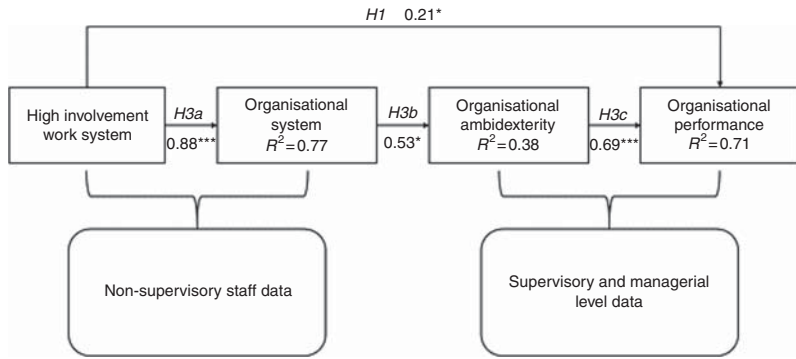 H1 0.21*
High involvement
work system
H3a
0.88***
Organisational
system
R²=0.77
H3b
0.53*
Organisational
ambidexterity
R²=0.38
H3c
0.69***
Organisational
performance
R²=0.71
Non-supervisory staff data
Supervisory and managerial
level data